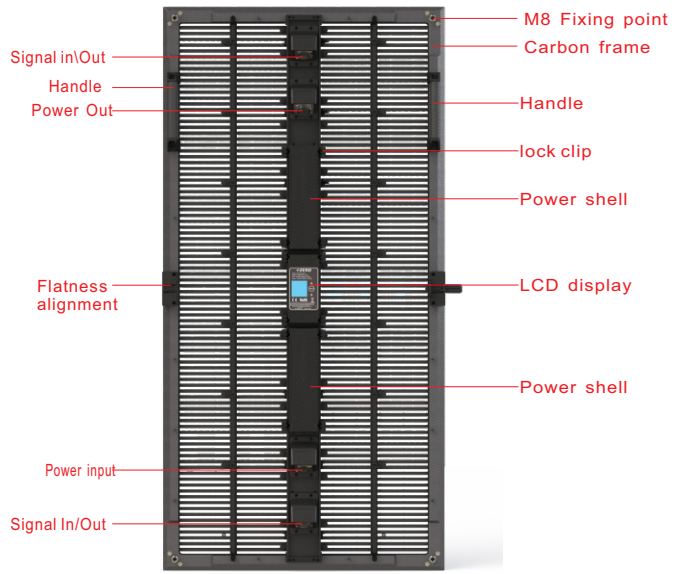 M8 Fixing point
Carbon frame
Signal in\Out
Handle
Power Out
Handle
lock clip
Power shell
Flatness
alignment
LCD display
Power shell
Power input
Signal In/Out